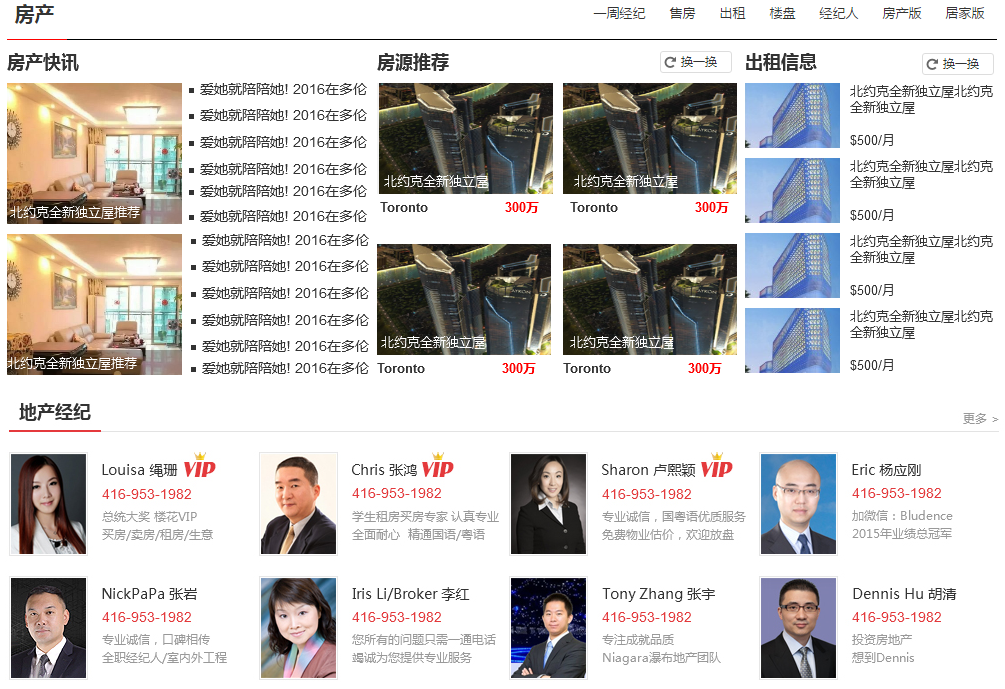 房产
一周经纪 售房 出租 楼盘 经纪人 房产版 居家版
房产快讯
北约克全新独立屋推荐
爱她就陪陪她! 2016在多伦
爱她就陪陪她! 2016在多伦
爱她就陪陪她! 2016在多伦
爱她就陪陪她! 2016在多伦
爱她就陪陪她! 2016在多伦
爱她就陪陪她! 2016在多伦
北约克全新独立屋推荐
爱她就陪陪她! 2016在多伦
爱她就陪陪她! 2016在多伦
爱她就陪陪她! 2016在多伦
爱她就陪陪她! 2016在多伦
爱她就陪陪她! 2016在多伦
爱她就陪陪她! 2016在多伦
房源推荐
换一换
北约克全新独立屋
Toronto 300万
北约克全新独立屋
Toronto 300万
北约克全新独立屋
Toronto 300万
北约克全新独立屋
Toronto 300万
出租信息
换一换
北约克全新独立屋北约克
全新独立屋
$500/月
北约克全新独立屋北约克
全新独立屋
$500/月
北约克全新独立屋北约克
全新独立屋
$500/月
北约克全新独立屋北约克
全新独立屋
$500/月
地产经纪
更多 >
Louisa 绳珊 VIP
416-953-1982
总统大奖 楼花VIP
买房/卖房/租房/生意
Chris 张鸿 VIP
416-953-1982
学生租房买房专家 认真专业
全面耐心 精通国语/粤语
Sharon 卢熙颖 VIP
416-953-1982
专业诚信，国粤语优质服务
免费物业估价，欢迎放盘
Eric 杨应刚
416-953-1982
加微信：Bludence
2015年业绩总冠军
NickPaPa 张岩
416-953-1982
专业诚信，口碑相传
全职经纪人/室内外工程
Iris Li/Broker 李红
416-953-1982
您所有的问题只需一通电话
竭诚为您提供专业服务
Tony Zhang 张宇
416-953-1982
专注成就品质
Niagara瀑布地产团队
Dennis Hu 胡清
416-953-1982
投资房地产
想到Dennis